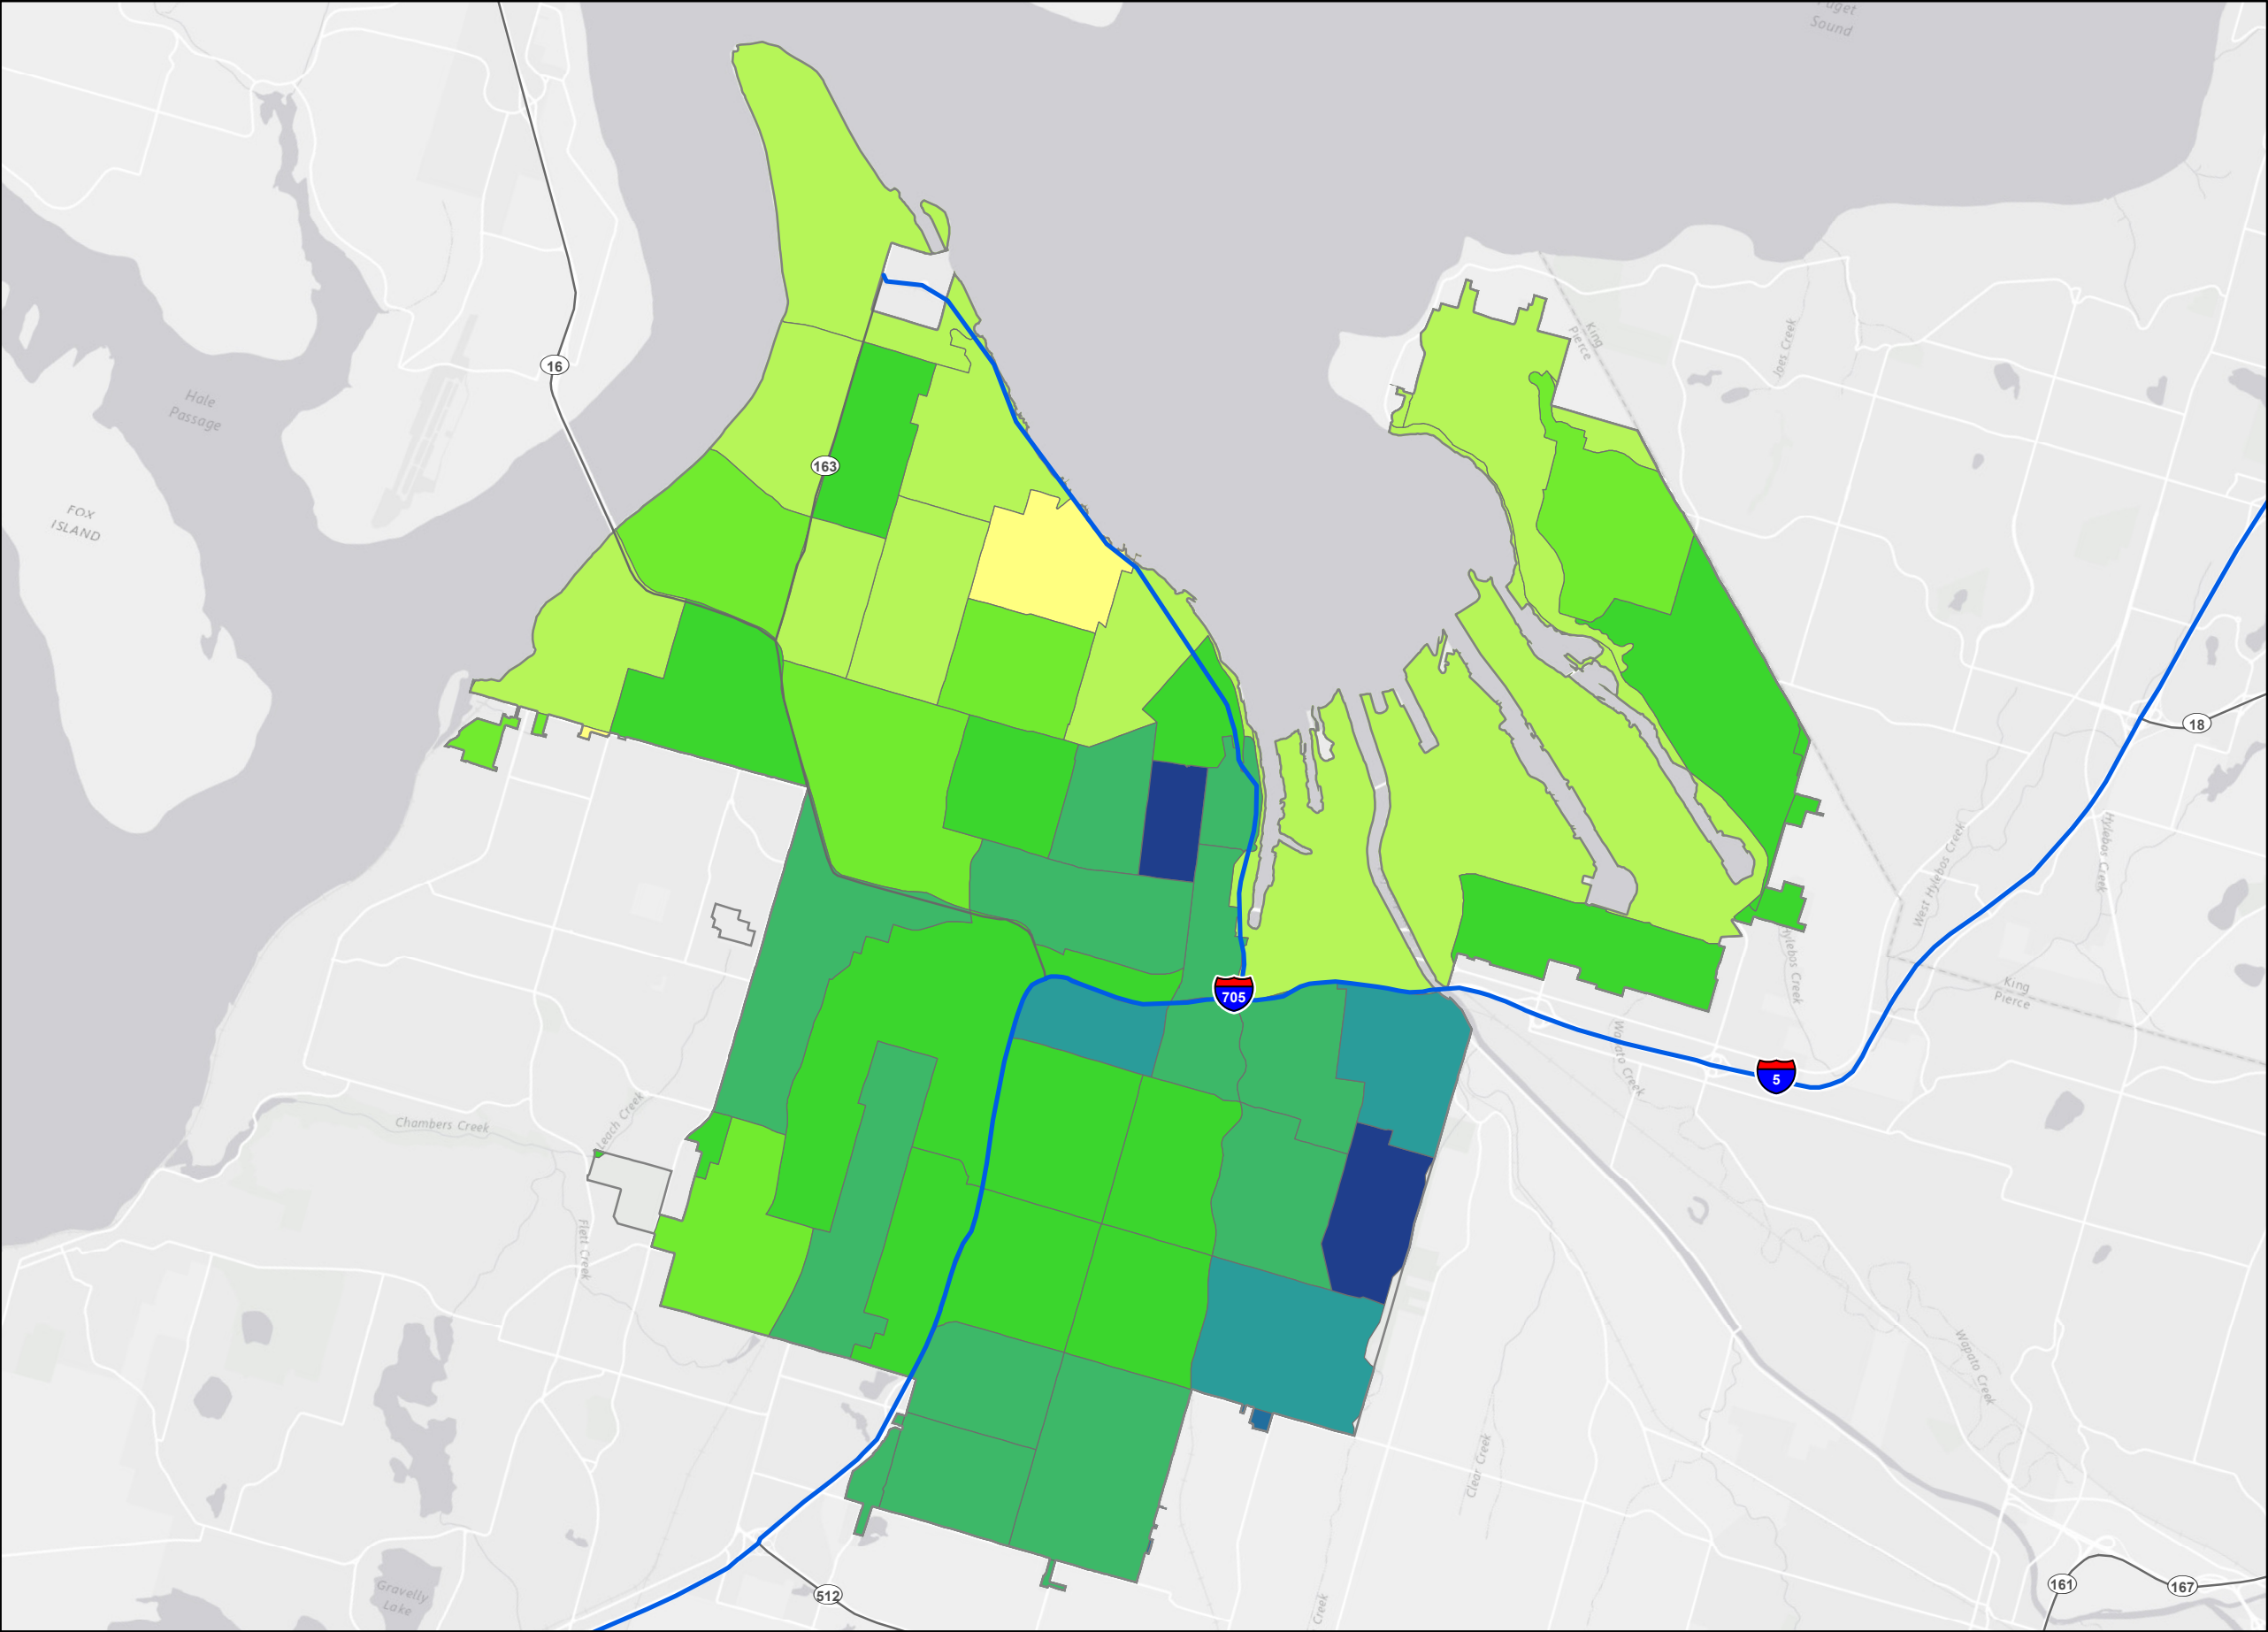 Puget
Sound
King
Pierce
Joes Creek
16
Hale
Passage
163
FOX
ISLAND
18
Hylebos Creek
West Hylebos Creek
Hylebos Creek
King
Pierce
705
5
Wapato Creek
Leach Creek
Chambers Creek
Flett Creek
Wapato Creek
Clear Creek
Gravelly
Lake
512
Creek
161
167